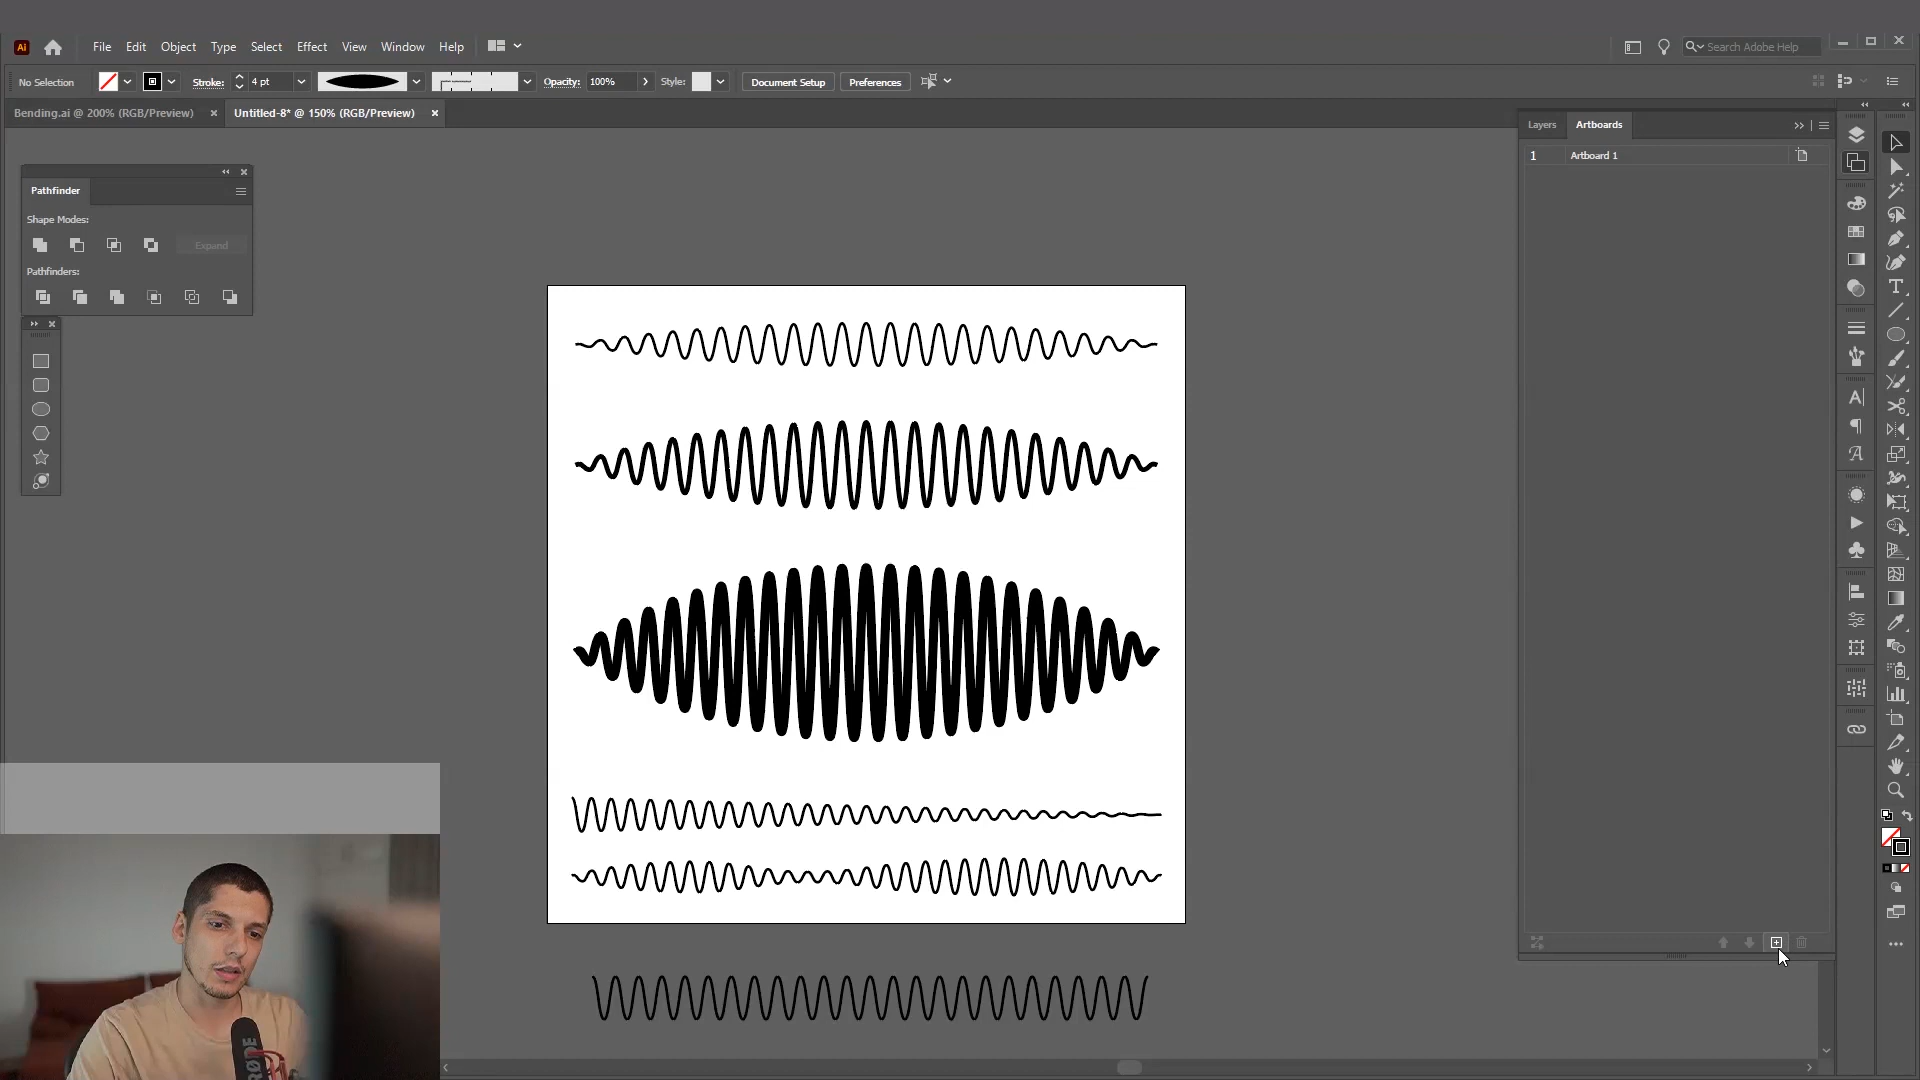 Ai File Edit Object Type Select Effect View Window Help Search Adobe Help
No Selection Stroke: 4 pt Opacity: 100% Style: Document Setup Preferences
Bending.ai @ 200% (RGB/Preview) Untitled-8* @ 150% (RGB/Preview)
Layers Artboards
1 Artboard 1
Pathfinder
Shape Modes:
Expand
Pathfinders:
RØDE